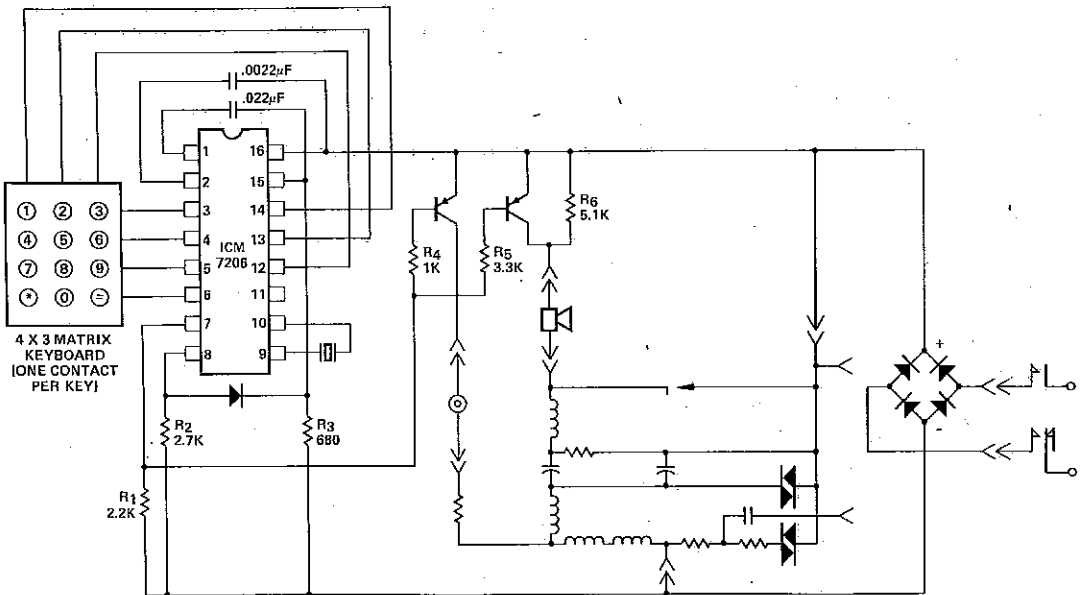 .0022μF
.022μF
1 16
2 15
3 14
4 13
5 12
6 11
7 10
8 9
ICM
7206
1 2 3
4 5 6
7 8 9
* 0 =
4 X 3 MATRIX
KEYBOARD
(ONE CONTACT
PER KEY)
R4
1K
R5
3.3K
R6
5.1K
R2
2.7K
R3
680
R1
2.2K
+
-